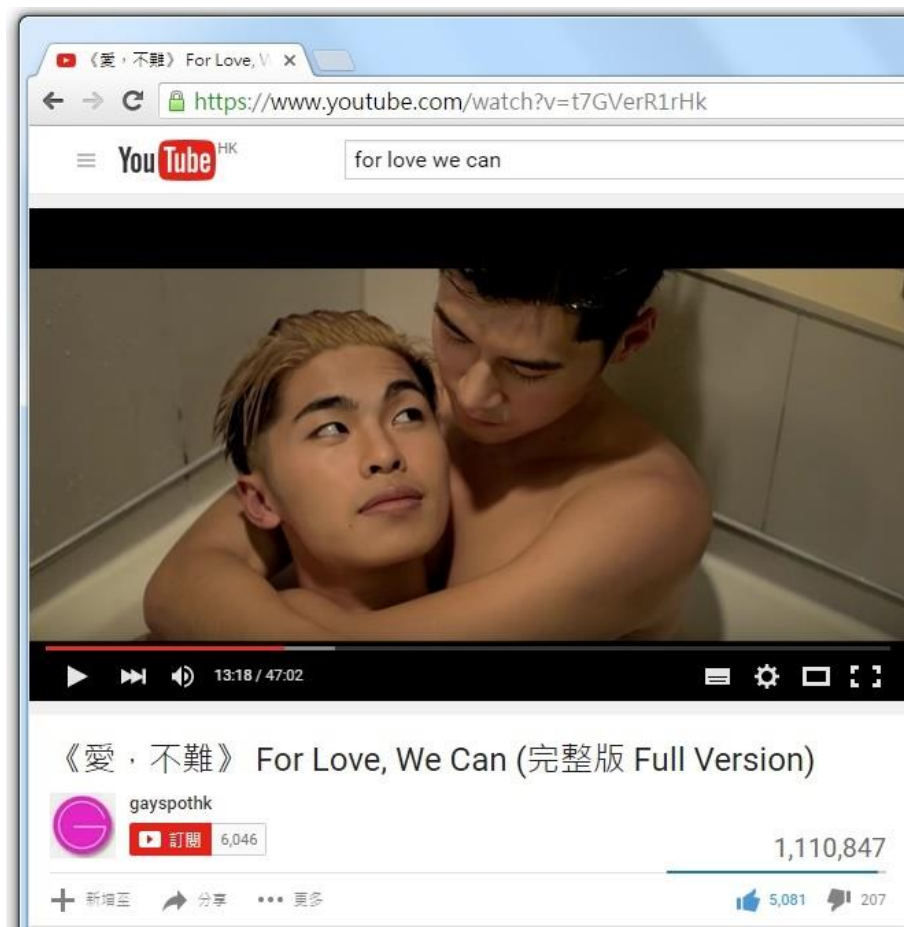 《愛，不難》 For Love, W
https://www.youtube.com/watch?v=t7GVerR1rHk
YouTube HK
for love we can
13:18 / 47:02
《愛，不難》 For Love, We Can (完整版 Full Version)
gayspothk
訂閱 6,046
1,110,847
新增至 分享 更多
5,081 207